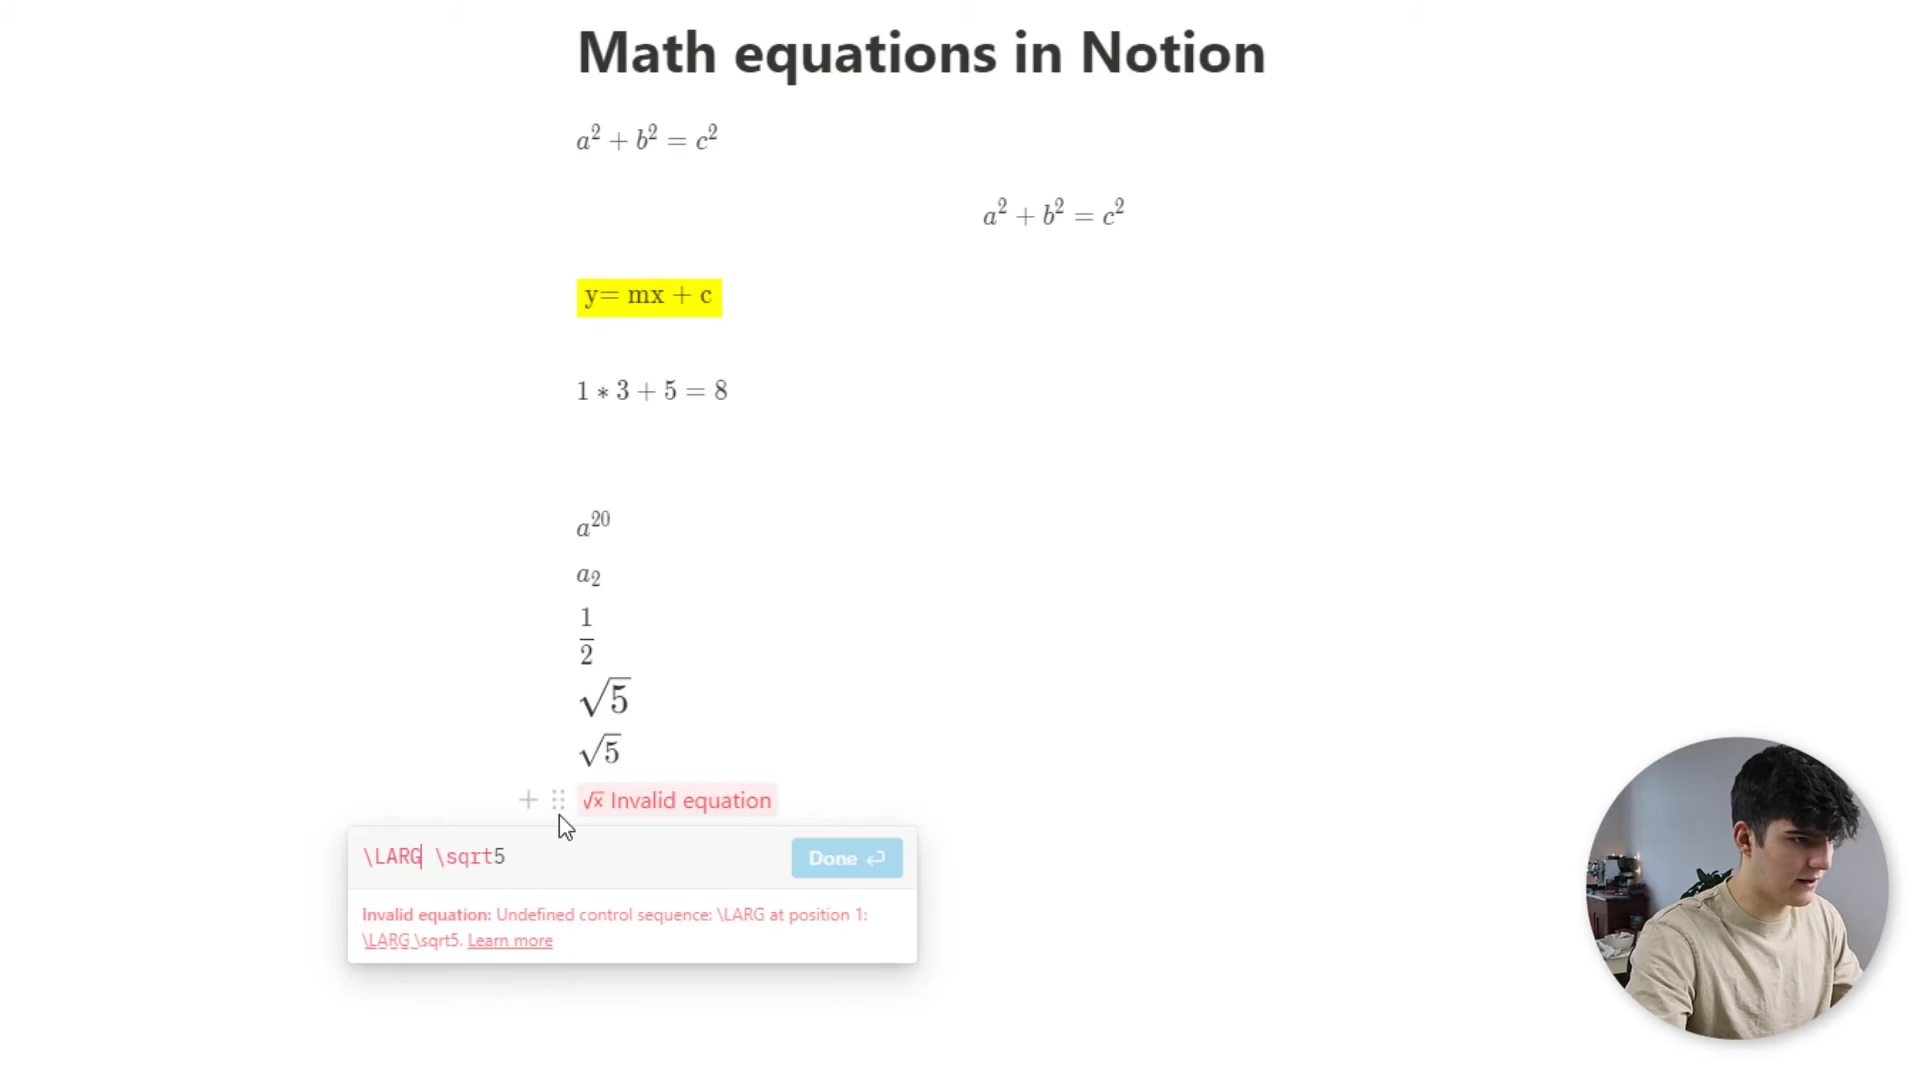 Math equations in Notion
a² + b² = c²
a² + b² = c²
y= mx + c
1 * 3 + 5 = 8
a²⁰
a₂
1
2
√5
√5
√x Invalid equation
\LARG \sqrt5
Done
Invalid equation: Undefined control sequence: \LARG at position 1:
\LARG \sqrt5. Learn more